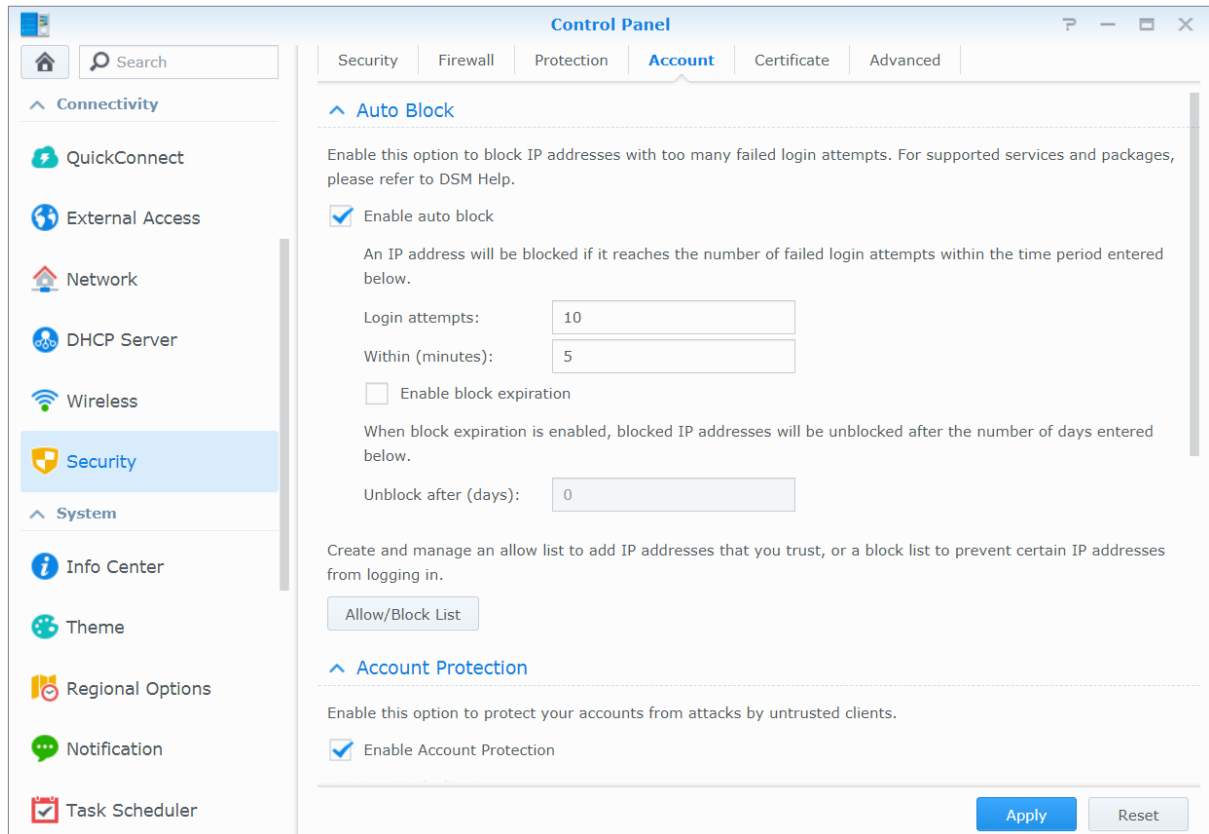 Control Panel
Search
Connectivity
QuickConnect
External Access
Network
DHCP Server
Wireless
Security
System
Info Center
Theme
Regional Options
Notification
Task Scheduler
Security Firewall Protection Account Certificate Advanced
Auto Block
Enable this option to block IP addresses with too many failed login attempts. For supported services and packages,
please refer to DSM Help.
Enable auto block
An IP address will be blocked if it reaches the number of failed login attempts within the time period entered
below.
Login attempts: 10
Within (minutes): 5
Enable block expiration
When block expiration is enabled, blocked IP addresses will be unblocked after the number of days entered
below.
Unblock after (days): 0
Create and manage an allow list to add IP addresses that you trust, or a block list to prevent certain IP addresses
from logging in.
Allow/Block List
Account Protection
Enable this option to protect your accounts from attacks by untrusted clients.
Enable Account Protection
Apply Reset